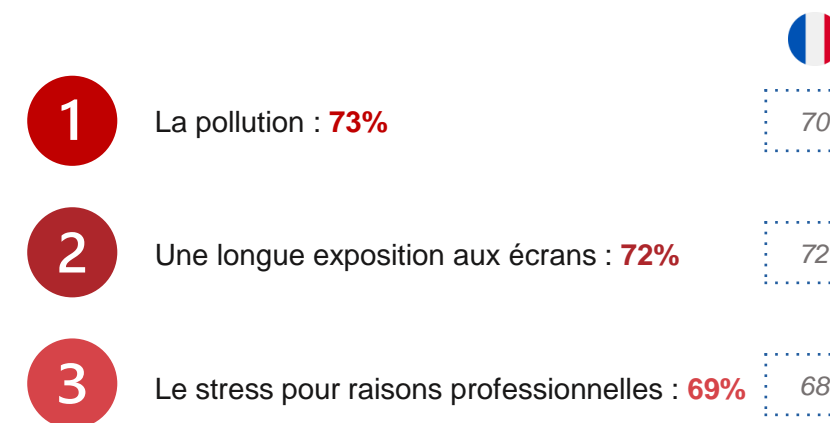 1
La pollution : 73%
70
2
Une longue exposition aux écrans : 72%
72
3
Le stress pour raisons professionnelles : 69%
68